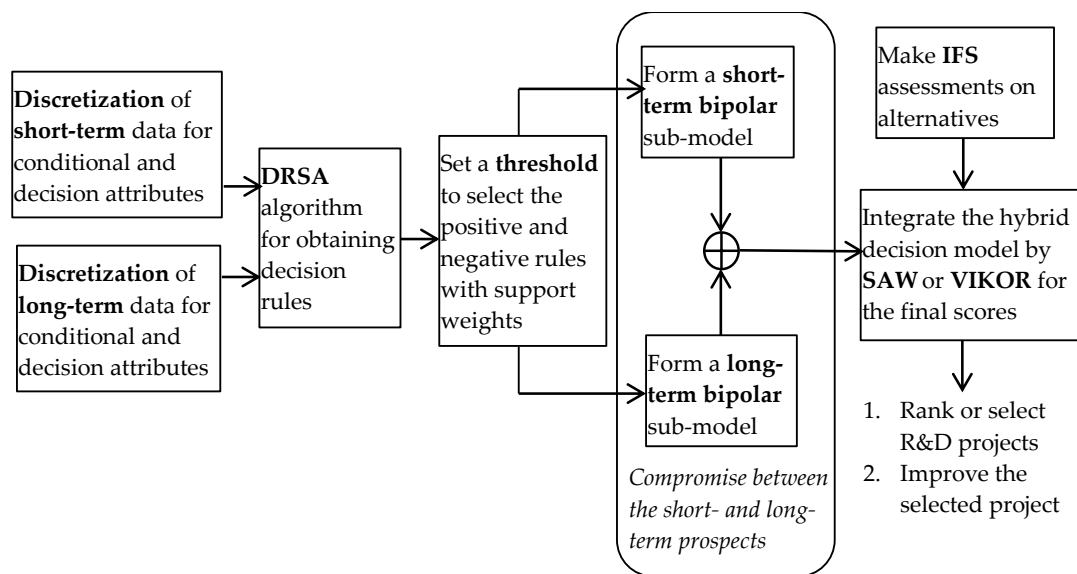 Discretization of
short-term data for
conditional and
decision attributes
Discretization of
long-term data for
conditional and
decision attributes
DRSA
algorithm
for obtaining
decision
rules
Set a threshold
to select the
positive and
negative rules
with support
weights
Form a short-
term bipolar
sub-model
Form a long-
term bipolar
sub-model
Compromise between
the short- and long-
term prospects
Make IFS
assessments on
alternatives
Integrate the hybrid
decision model by
SAW or VIKOR for
the final scores
1. Rank or select
R&D projects
2. Improve the
selected project